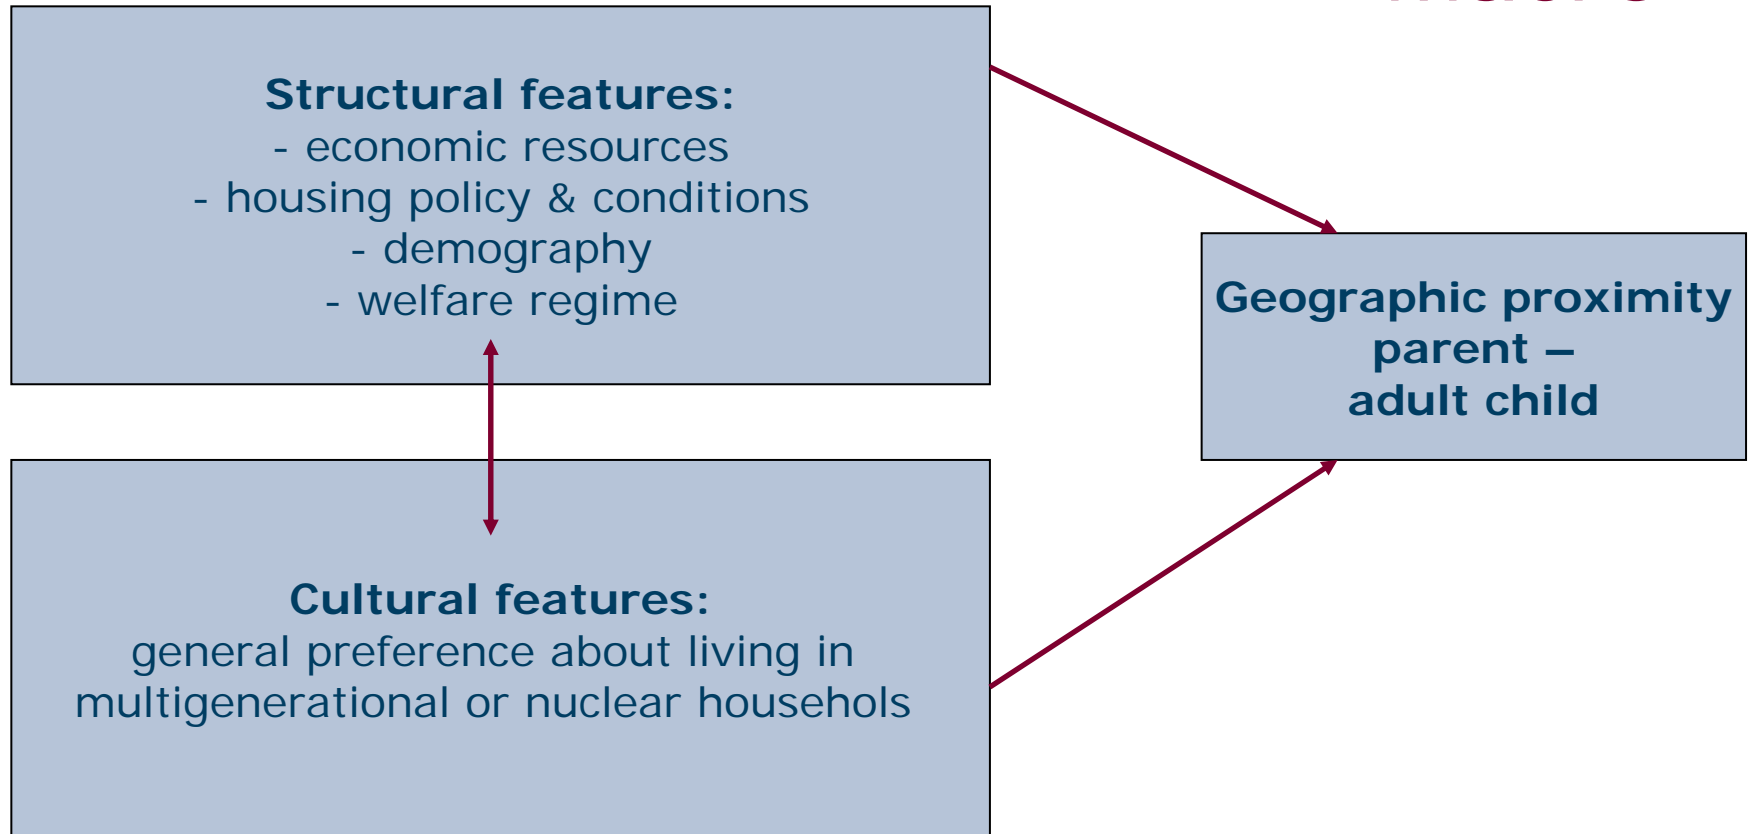 Structural features:
- economic resources
- housing policy & conditions
- demography
- welfare regime
Geographic proximity
parent –
adult child
Cultural features:
general preference about living in
multigenerational or nuclear househols